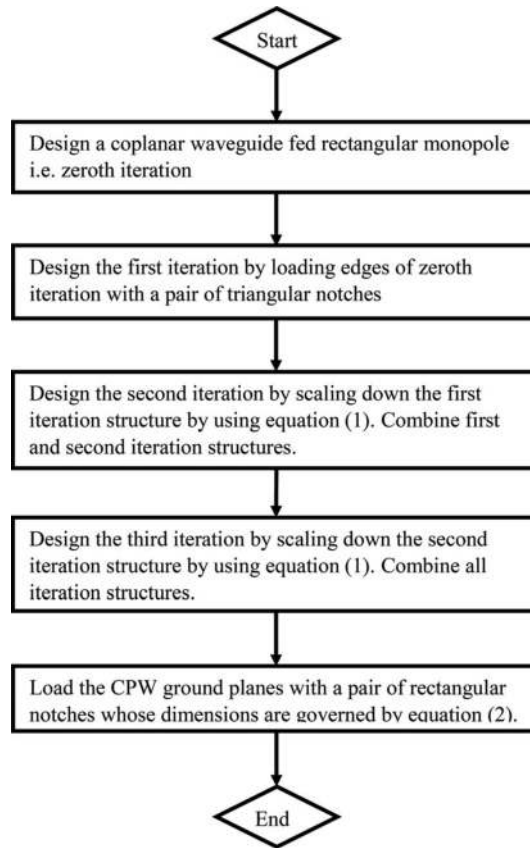 Start
Design a coplanar waveguide fed rectangular monopole
i.e. zeroth iteration
Design the first iteration by loading edges of zeroth
iteration with a pair of triangular notches
Design the second iteration by scaling down the first
iteration structure by using equation (1). Combine first
and second iteration structures.
Design the third iteration by scaling down the second
iteration structure by using equation (1). Combine all
iteration structures.
Load the CPW ground planes with a pair of rectangular
notches whose dimensions are governed by equation (2).
End